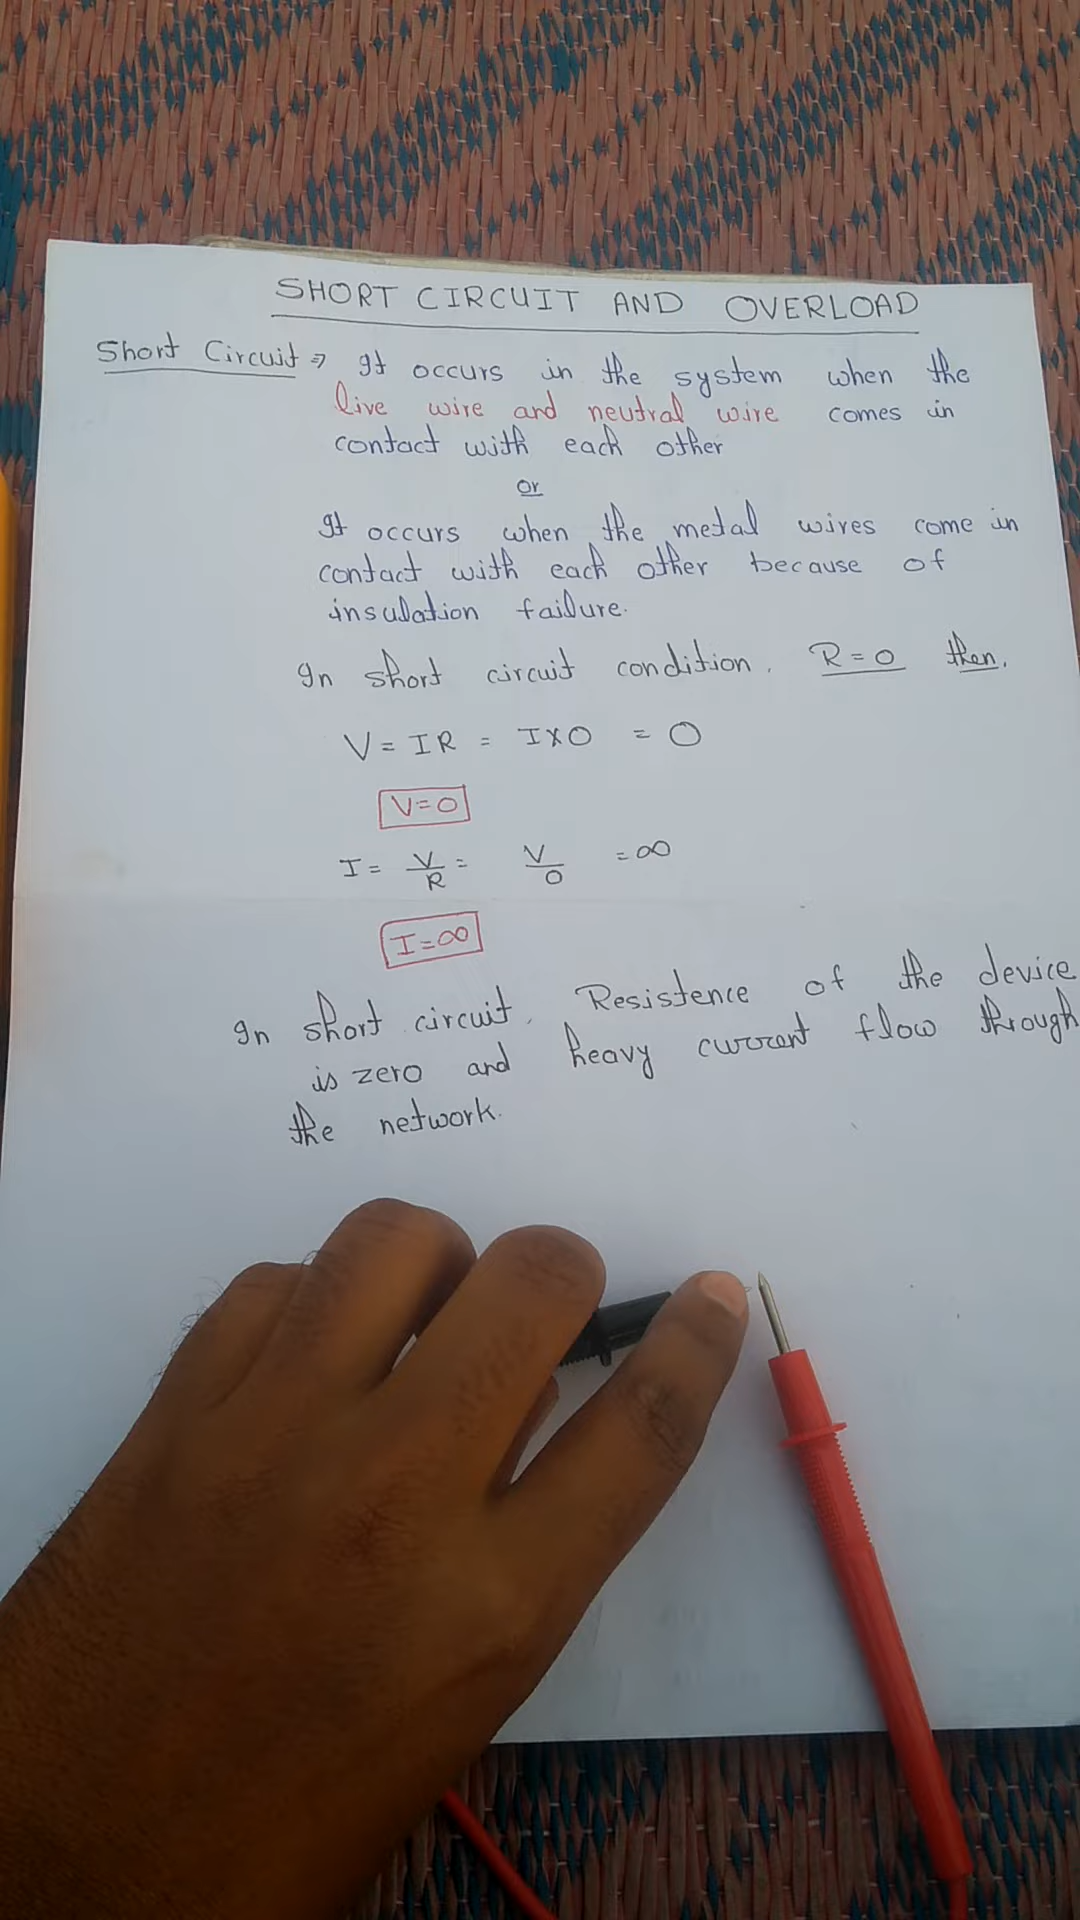 SHORT CIRCUIT AND OVERLOAD
Short Circuit ⇒ It occurs in the system when the
live wire and neutral wire comes in
contact with each other
or
It occurs when the metal wires come in
contact with each other because of
insulation failure.
In short circuit condition, R=0 then,
V = IR = I×0 = 0
V=0
I = V/R = V/0 = ∞
I=∞
In short circuit, Resistence of the device
is zero and heavy current flow through
the network.